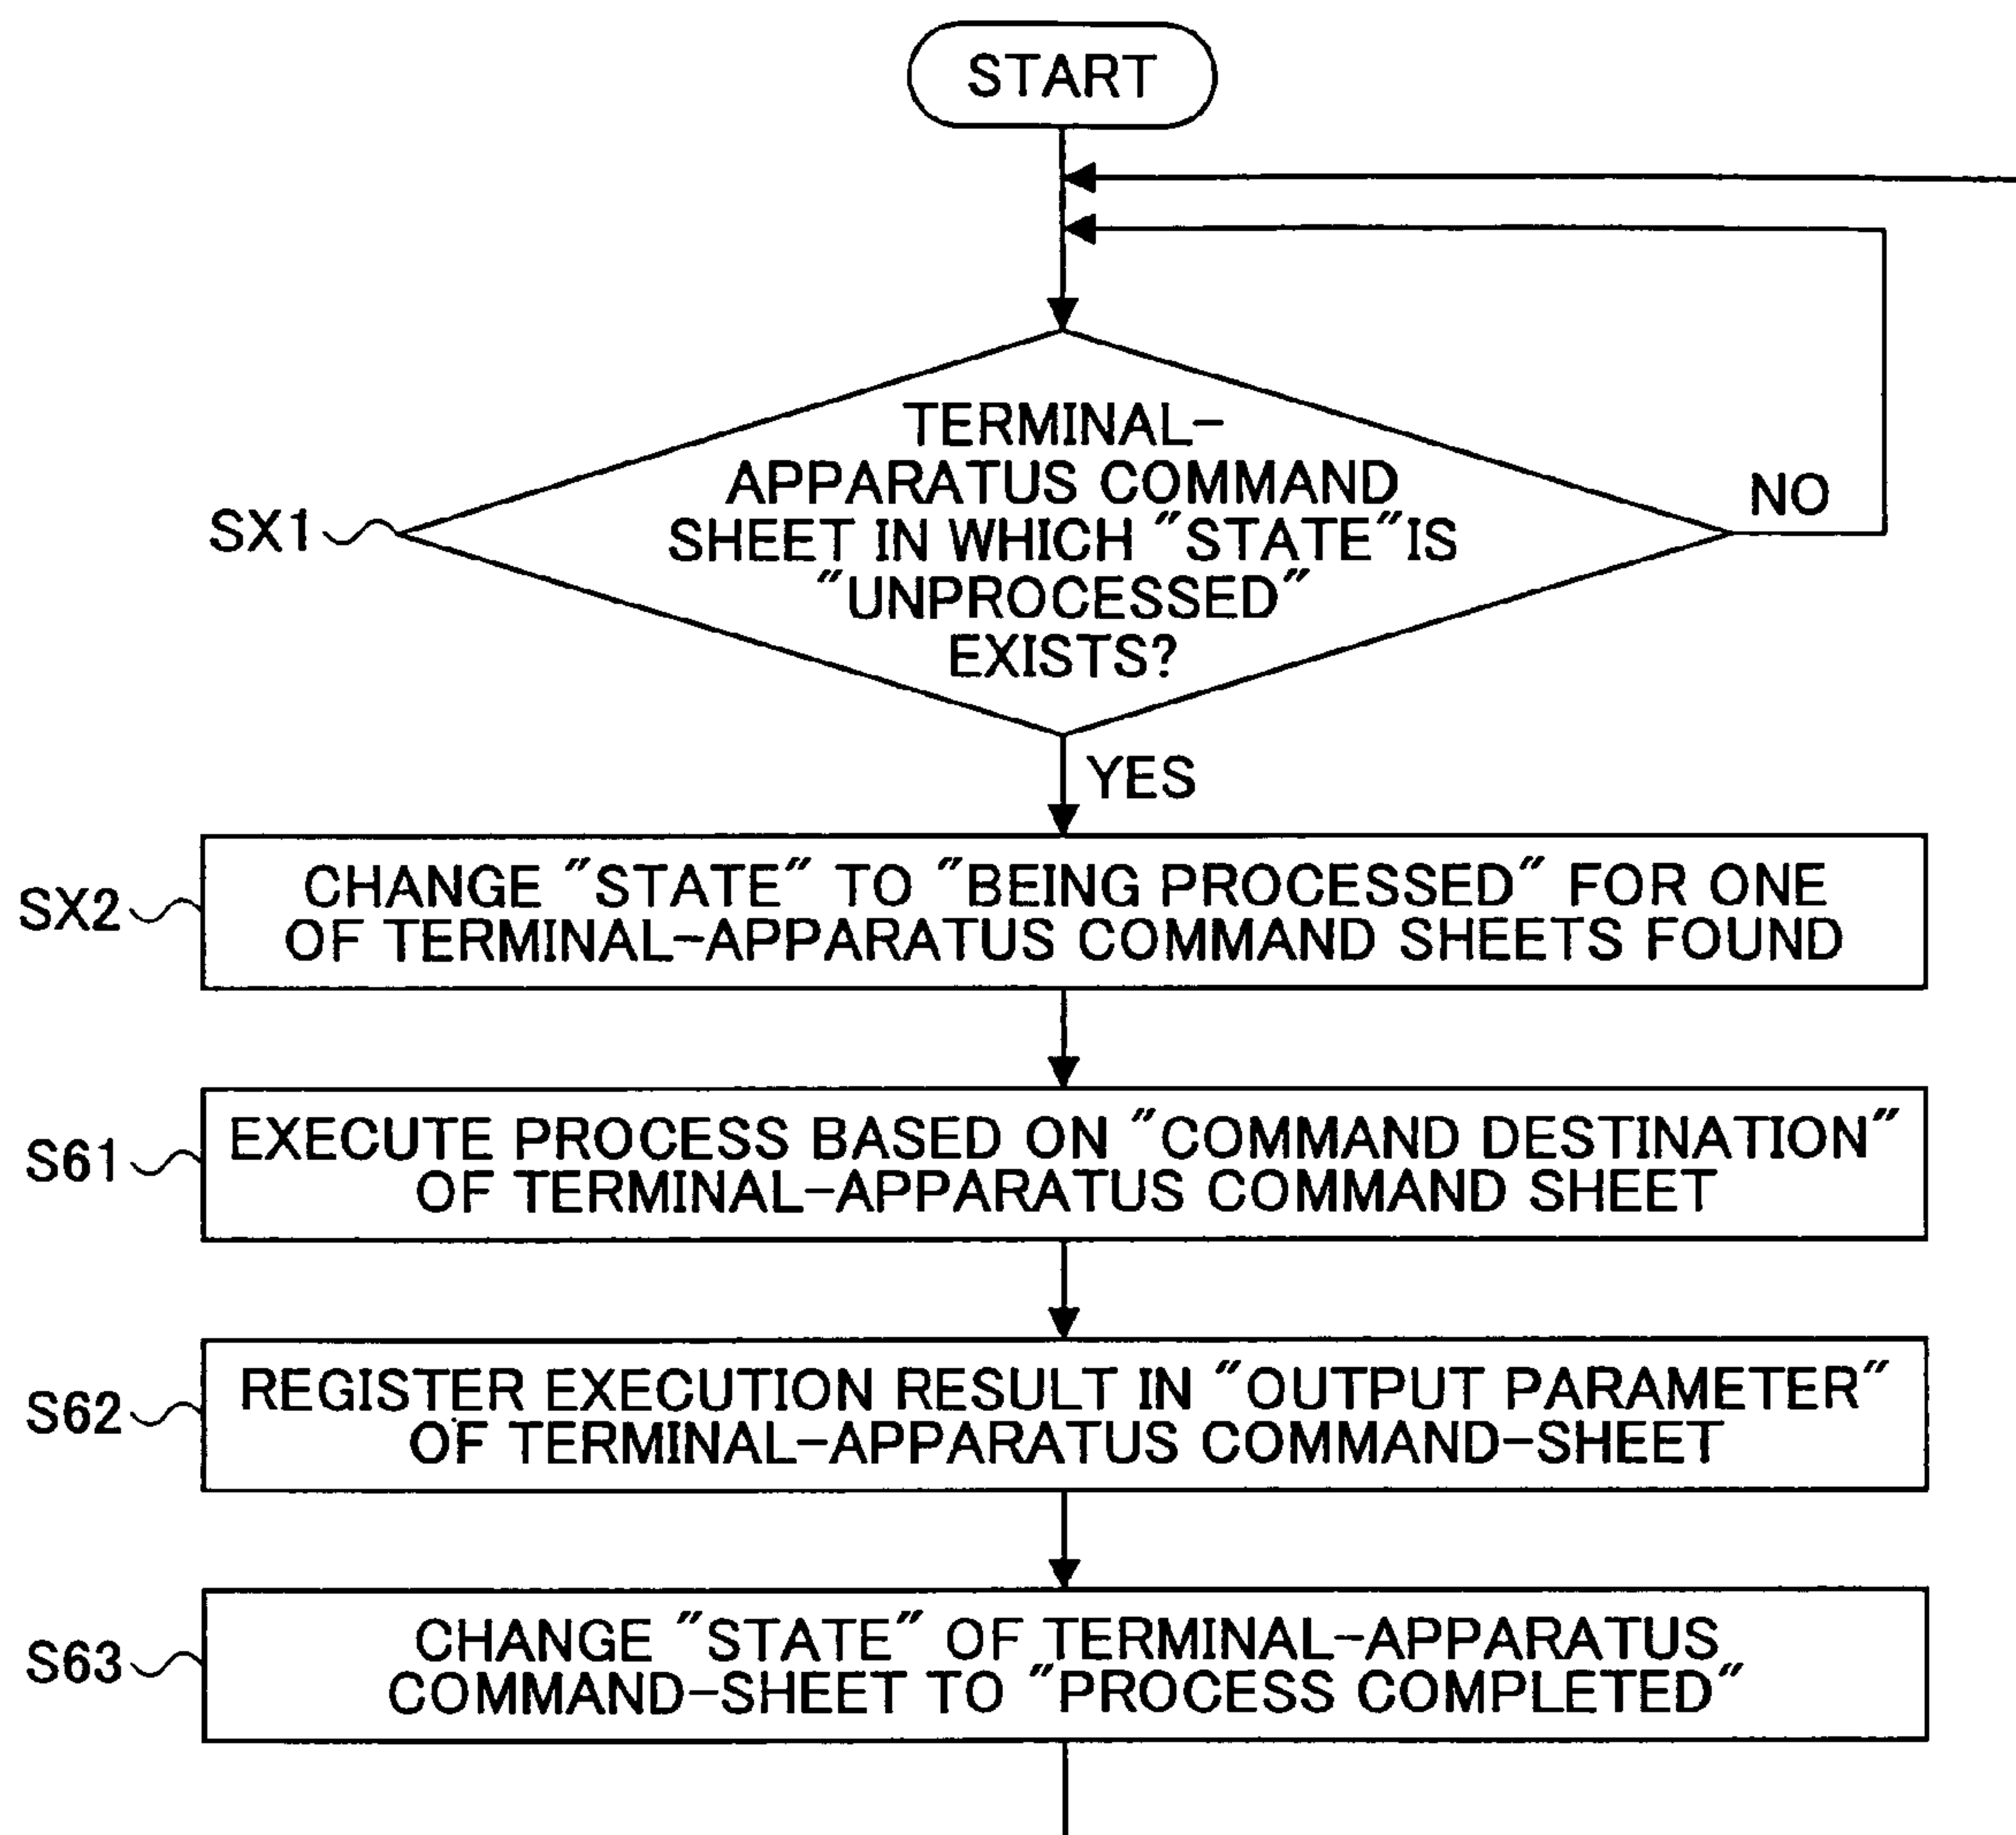 START
TERMINAL-
APPARATUS COMMAND
SHEET IN WHICH "STATE"IS
"UNPROCESSED"
EXISTS?
SX1
NO
YES
CHANGE "STATE" TO "BEING PROCESSED" FOR ONE
OF TERMINAL-APPARATUS COMMAND SHEETS FOUND
SX2
EXECUTE PROCESS BASED ON "COMMAND DESTINATION"
OF TERMINAL-APPARATUS COMMAND SHEET
S61
REGISTER EXECUTION RESULT IN "OUTPUT PARAMETER"
OF TERMINAL-APPARATUS COMMAND-SHEET
S62
CHANGE "STATE" OF TERMINAL-APPARATUS
COMMAND-SHEET TO "PROCESS COMPLETED"
S63